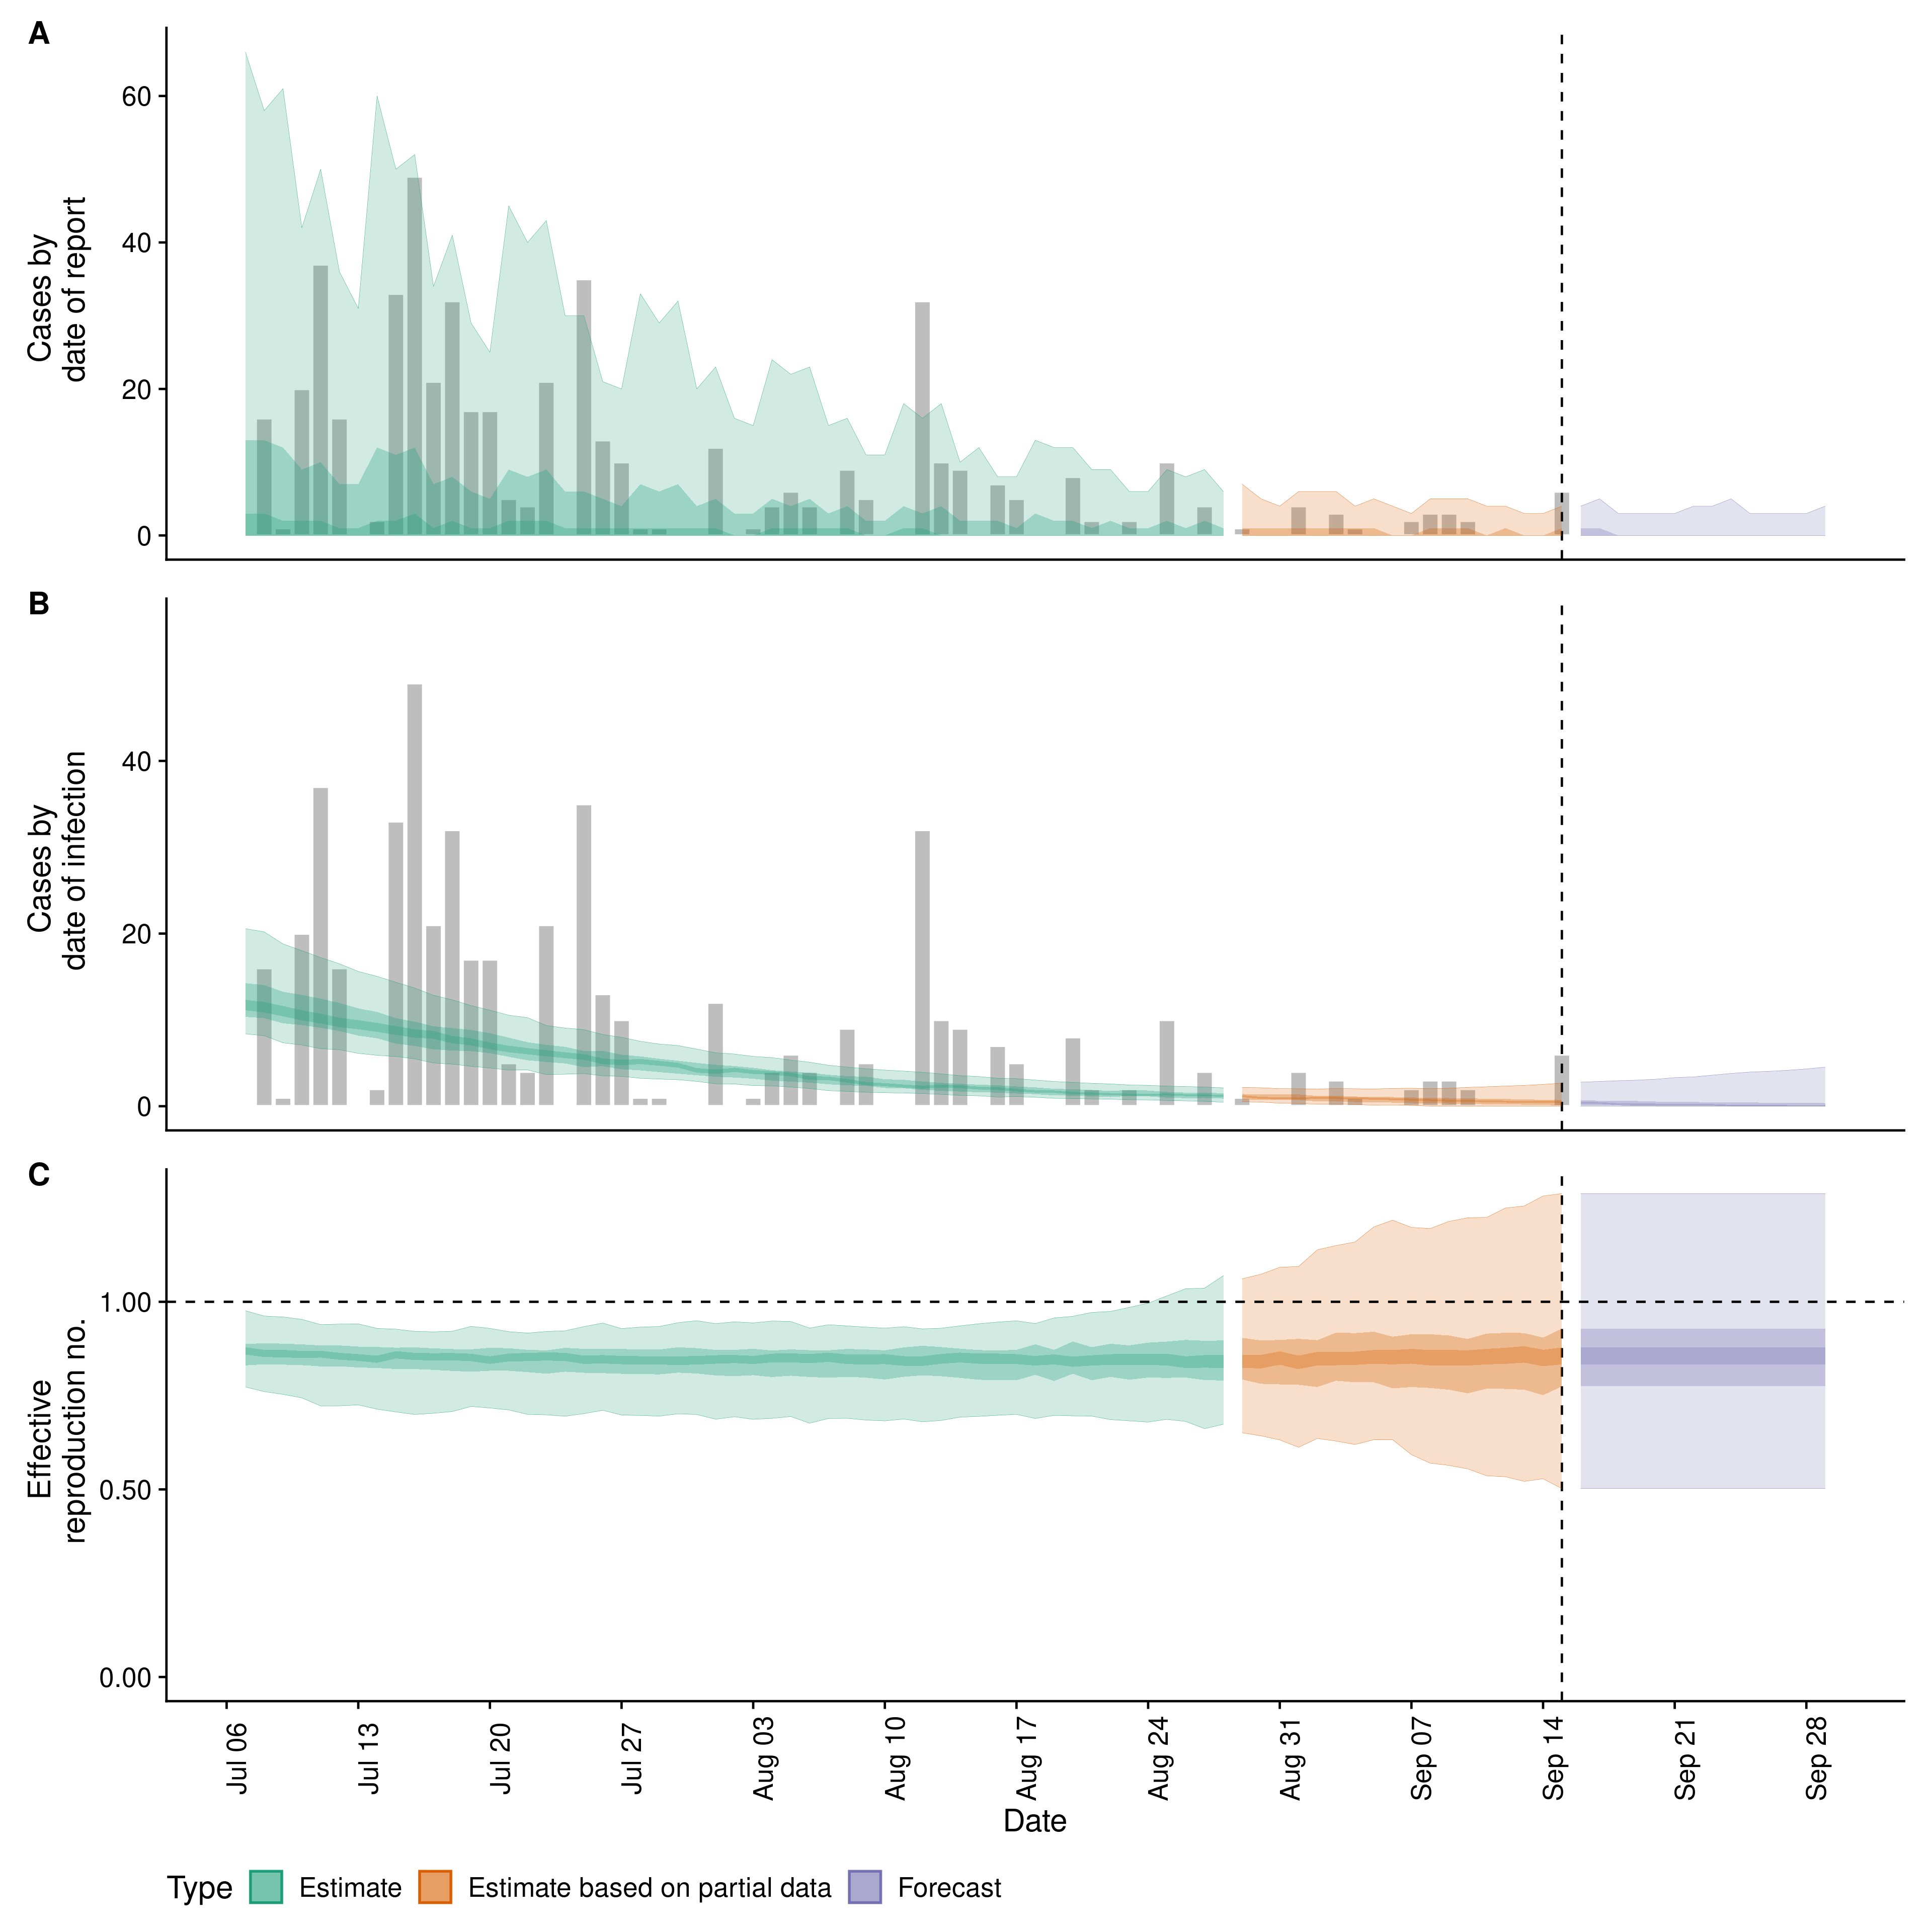 A
Cases by
date of report
60
40
20
0
B
Cases by
date of infection
40
20
0
C
Effective
reproduction no.
1.00
0.50
0.00
Jul 06
Jul 13
Jul 20
Jul 27
Aug 03
Aug 10
Aug 17
Aug 24
Aug 31
Sep 07
Sep 14
Sep 21
Sep 28
Date
Type Estimate Estimate based on partial data Forecast